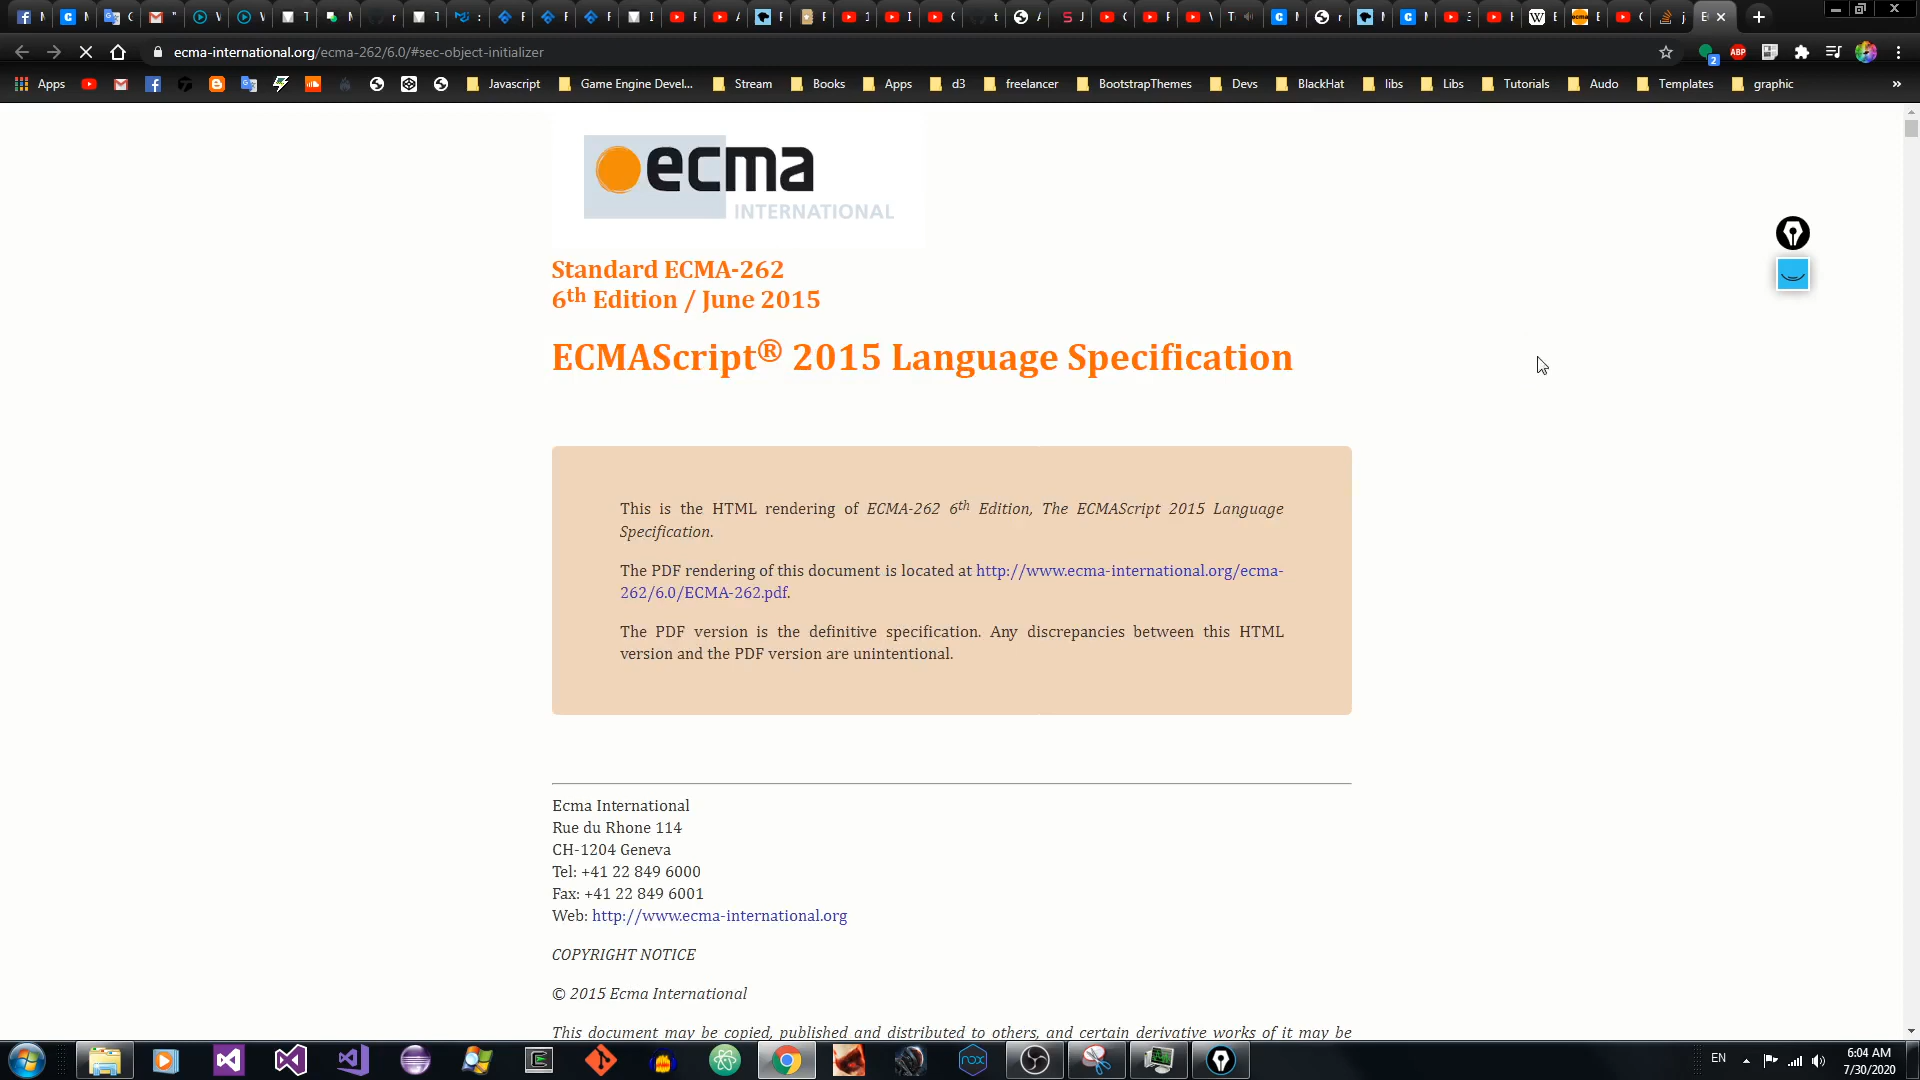 ecma-international.org/ecma-262/6.0/#sec-object-initializer
2
ABP
Apps
Javascript
Game Engine Devel...
Stream
Books
Apps
d3
freelancer
BootstrapThemes
Devs
BlackHat
libs
Libs
Tutorials
Audo
Templates
graphic
»
ecma
INTERNATIONAL
Standard ECMA-262
6th Edition / June 2015
ECMAScript® 2015 Language Specification
This is the HTML rendering of ECMA-262 6th Edition, The ECMAScript 2015 Language
Specification.
The PDF rendering of this document is located at http://www.ecma-international.org/ecma-
262/6.0/ECMA-262.pdf.
The PDF version is the definitive specification. Any discrepancies between this HTML
version and the PDF version are unintentional.
Ecma International
Rue du Rhone 114
CH-1204 Geneva
Tel: +41 22 849 6000
Fax: +41 22 849 6001
Web: http://www.ecma-international.org
COPYRIGHT NOTICE
© 2015 Ecma International
This document may be copied, published and distributed to others, and certain derivative works of it may be
nox
EN
6:04 AM
7/30/2020